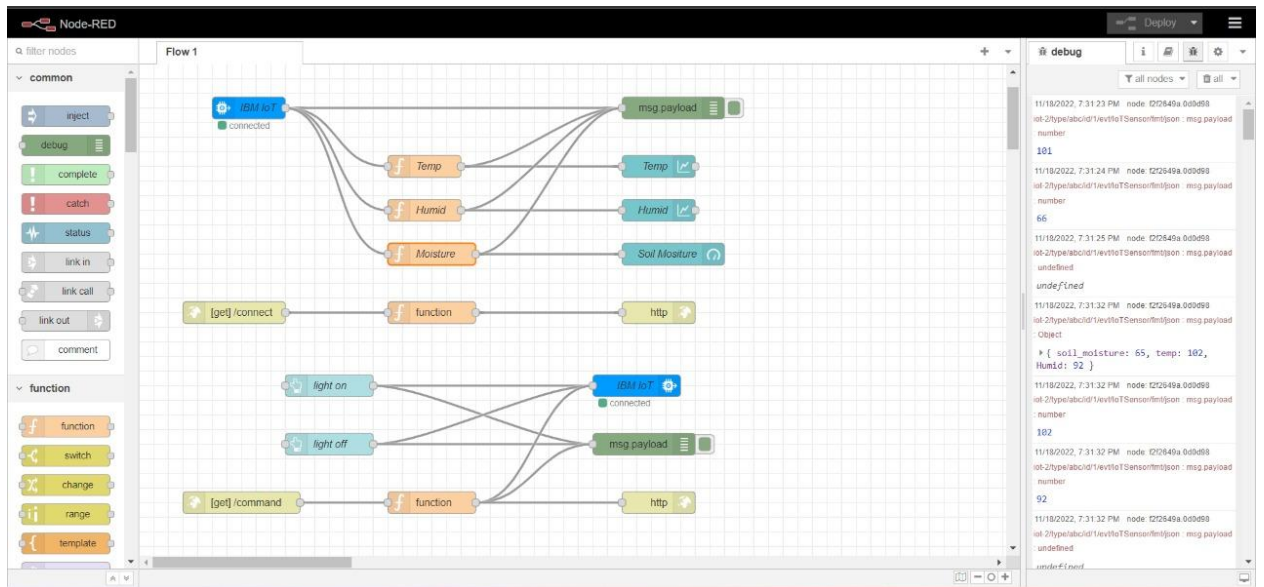 Node-RED
Deploy
filter nodes
Flow 1
debug
i
all nodes
all
common
inject
debug
complete
catch
status
link in
link call
link out
comment
function
function
switch
change
range
template
IBM IoT
connected
msg.payload
Temp
Temp
Humid
Humid
Moisture
Soil Mositure
[get] /connect
function
http
light on
IBM IoT
connected
light off
msg.payload
[get] /command
function
http
11/18/2022, 7:31:23 PM node: f2f2649a.0d0d98
iot-2/type/abc/id/1/evt/IoTSensor/fmt/json : msg.payload
: number
101
11/18/2022, 7:31:24 PM node: f2f2649a.0d0d98
iot-2/type/abc/id/1/evt/IoTSensor/fmt/json : msg.payload
: number
66
11/18/2022, 7:31:25 PM node: f2f2649a.0d0d98
iot-2/type/abc/id/1/evt/IoTSensor/fmt/json : msg.payload
: undefined
undefined
11/18/2022, 7:31:32 PM node: f2f2649a.0d0d98
iot-2/type/abc/id/1/evt/IoTSensor/fmt/json : msg.payload
: Object
{ soil_moisture: 65, temp: 102,
Humid: 92 }
11/18/2022, 7:31:32 PM node: f2f2649a.0d0d98
iot-2/type/abc/id/1/evt/IoTSensor/fmt/json : msg.payload
: number
102
11/18/2022, 7:31:32 PM node: f2f2649a.0d0d98
iot-2/type/abc/id/1/evt/IoTSensor/fmt/json : msg.payload
: number
92
11/18/2022, 7:31:32 PM node: f2f2649a.0d0d98
iot-2/type/abc/id/1/evt/IoTSensor/fmt/json : msg.payload
: undefined
undefined